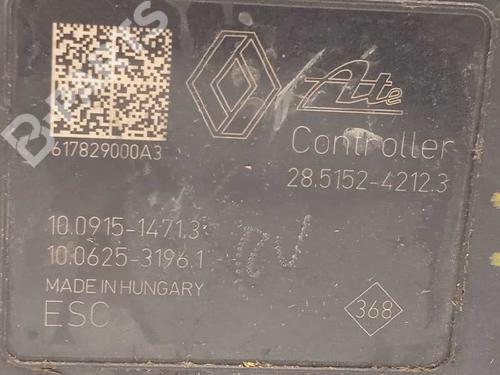 617829000A3
Ate
Controller
28.5152-4212.3
10.0915-1471.3
10.0625-3196.1
MADE IN HUNGARY
ESC
368